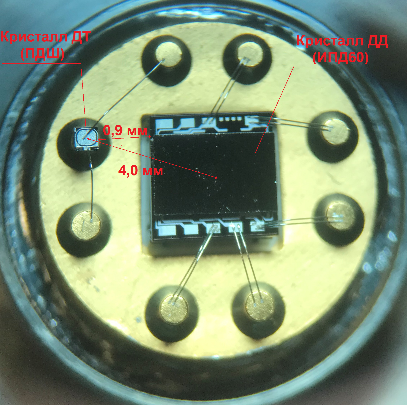 Кристалл ДТ
(ПДШ)
Кристалл ДД
(ИПД80)
0,9 мм
4,0 мм